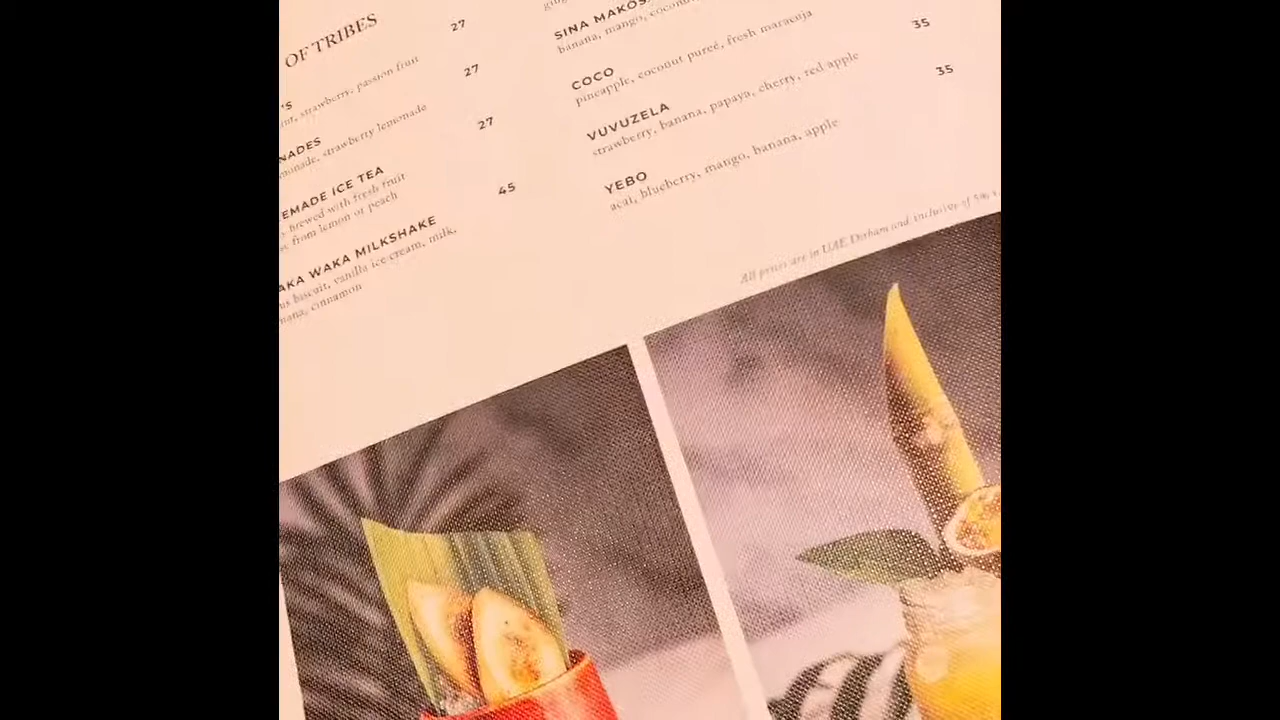 OF TRIBES
27
'S
strawberry, passion fruit
27
NADES
strawberry lemonade
27
EMADE ICE TEA
brewed with fresh fruit
from lemon or peach
45
AKA WAKA MILKSHAKE
us biscuit, vanilla ice cream, milk,
nana, cinnamon
SINA MAKOS
banana, mango, coconut
COCO
pineapple, coconut pureé, fresh maracuja
35
VUVUZELA
strawberry, banana, papaya, cherry, red apple
35
YEBO
acai, blueberry, mango, banana, apple
All prices are in UAE Dirham and inclusive of 5%